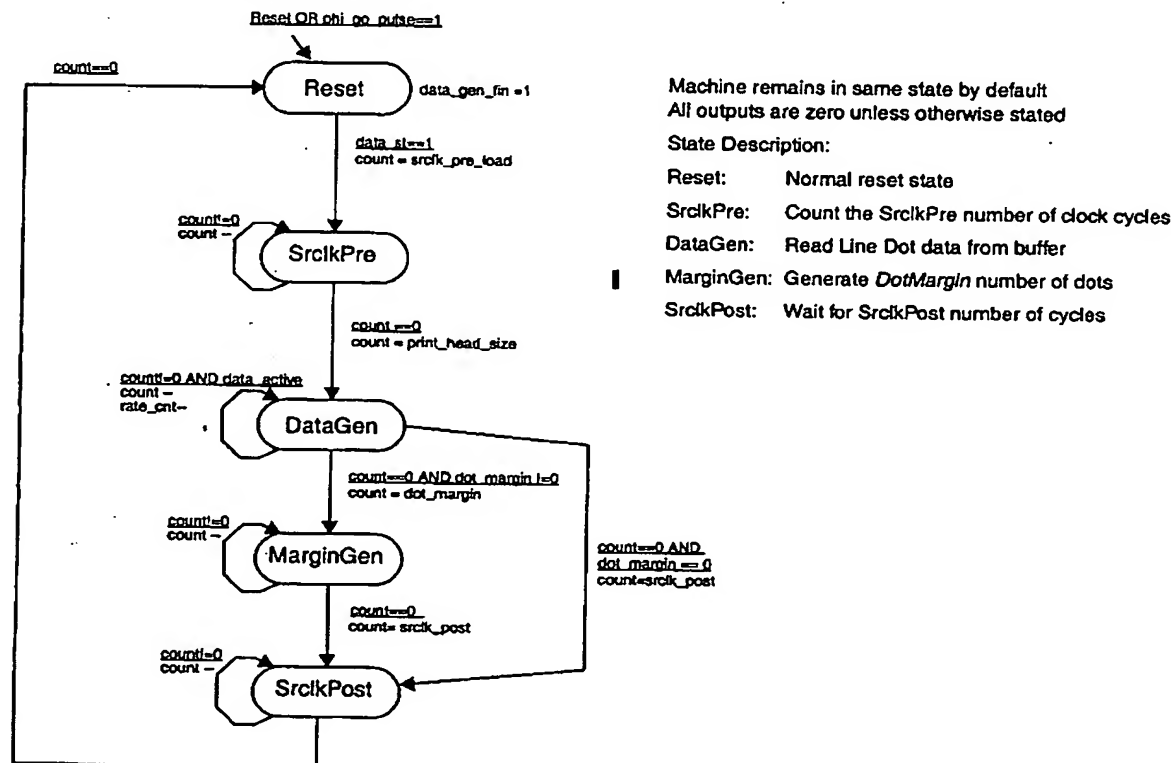 Reset OR phi_go_putse==1
count==0
Reset
data_gen_fin =1
data_st==1
count = srclk_pre_load
count!=0
count --
SrclkPre
count ==0
count = print_head_size
count!=0 AND data_active
count --
rate_cnt--
DataGen
count==0 AND dot_margin !=0
count = dot_margin
count!=0
count --
MarginGen
count==0 AND
dot_margin == 0
count=srclk_post
count==0
count= srclk_post
count!=0
count --
SrclkPost
Machine remains in same state by default
All outputs are zero unless otherwise stated
State Description:
Reset: Normal reset state
SrclkPre: Count the SrclkPre number of clock cycles
DataGen: Read Line Dot data from buffer
MarginGen: Generate DotMargin number of dots
SrclkPost: Wait for SrclkPost number of cycles